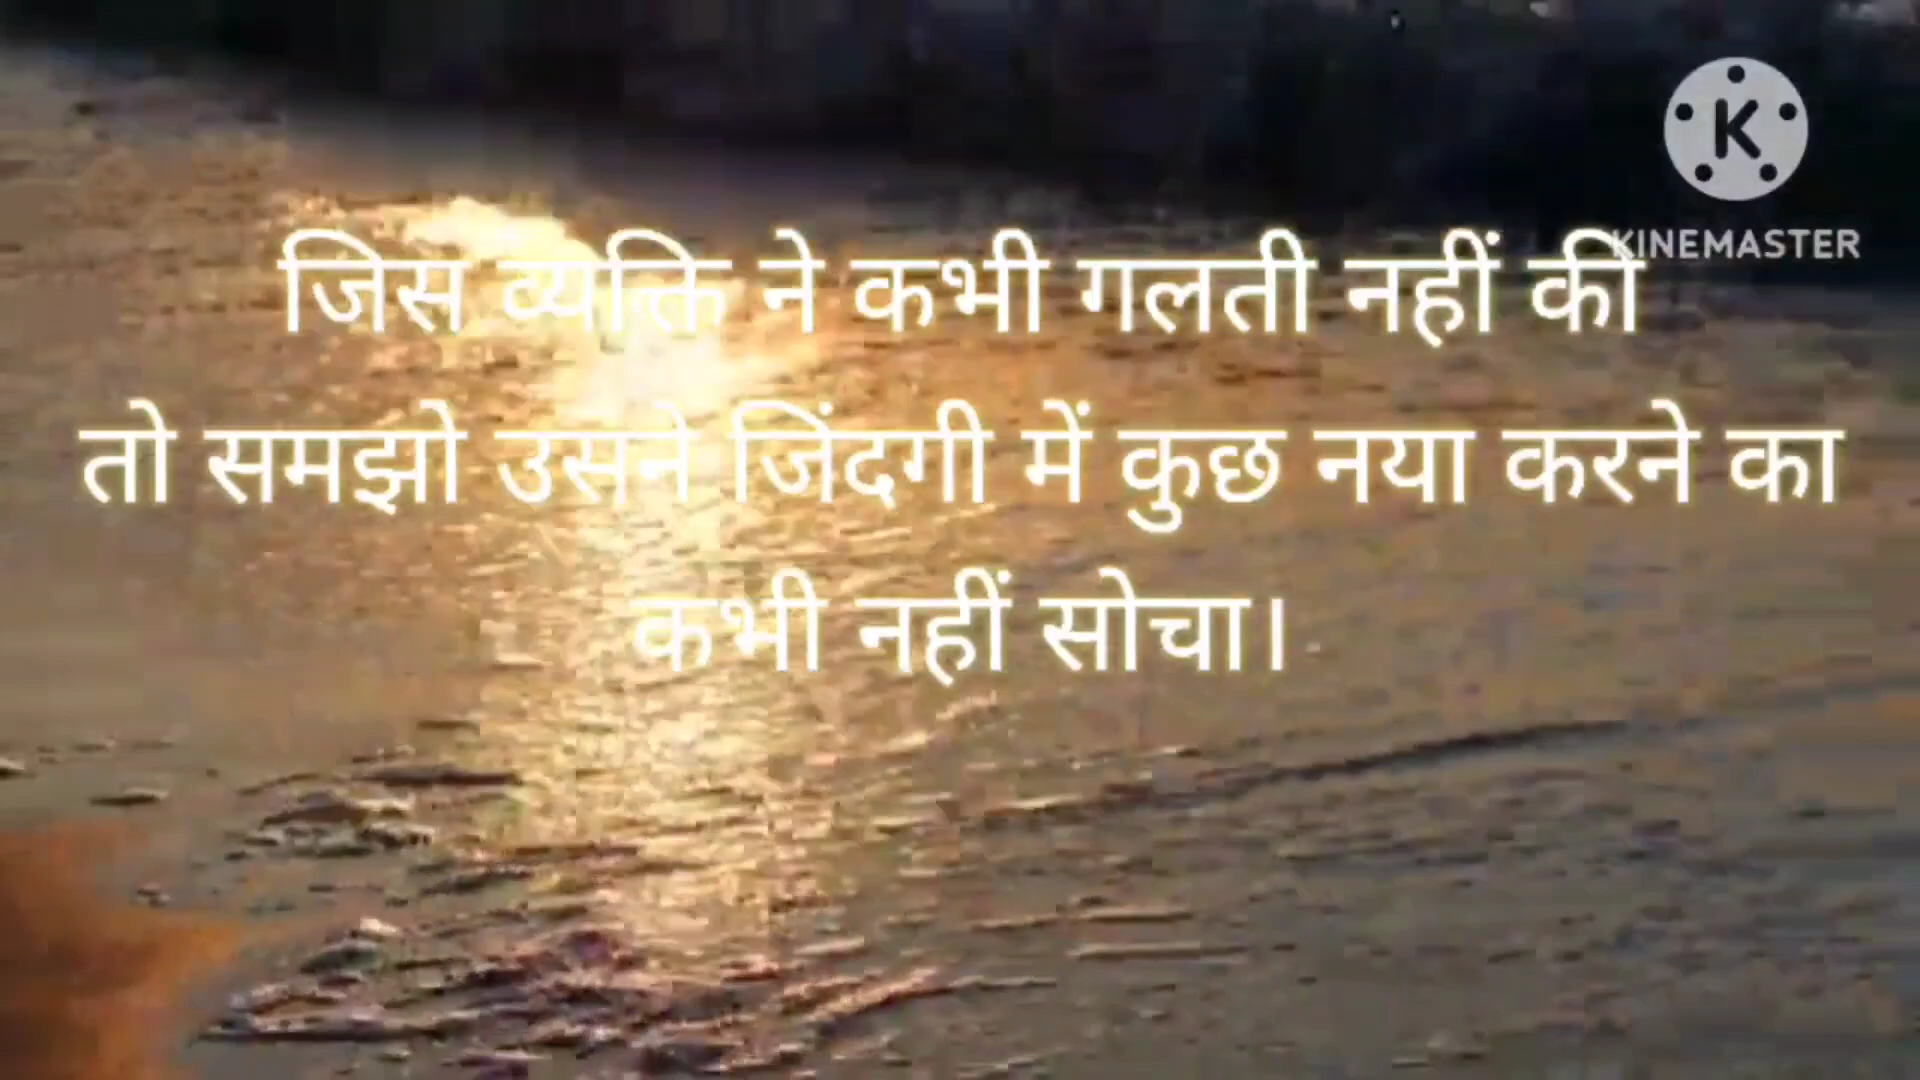 KINEMASTER
जिस व्यक्ति ने कभी गलती नहीं की
तो समझो उसने जिंदगी में कुछ नया करने का
कभी नहीं सोचा।